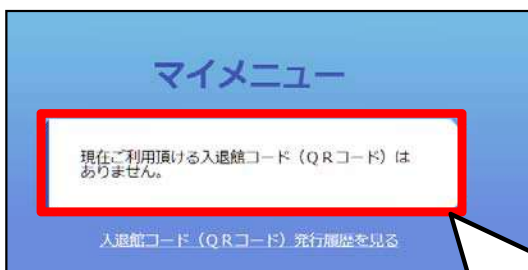 マイメニュー
現在ご利用頂ける入退館コード（ＱＲコード）は
ありません。
入退館コード（ＱＲコード）発行履歴を見る